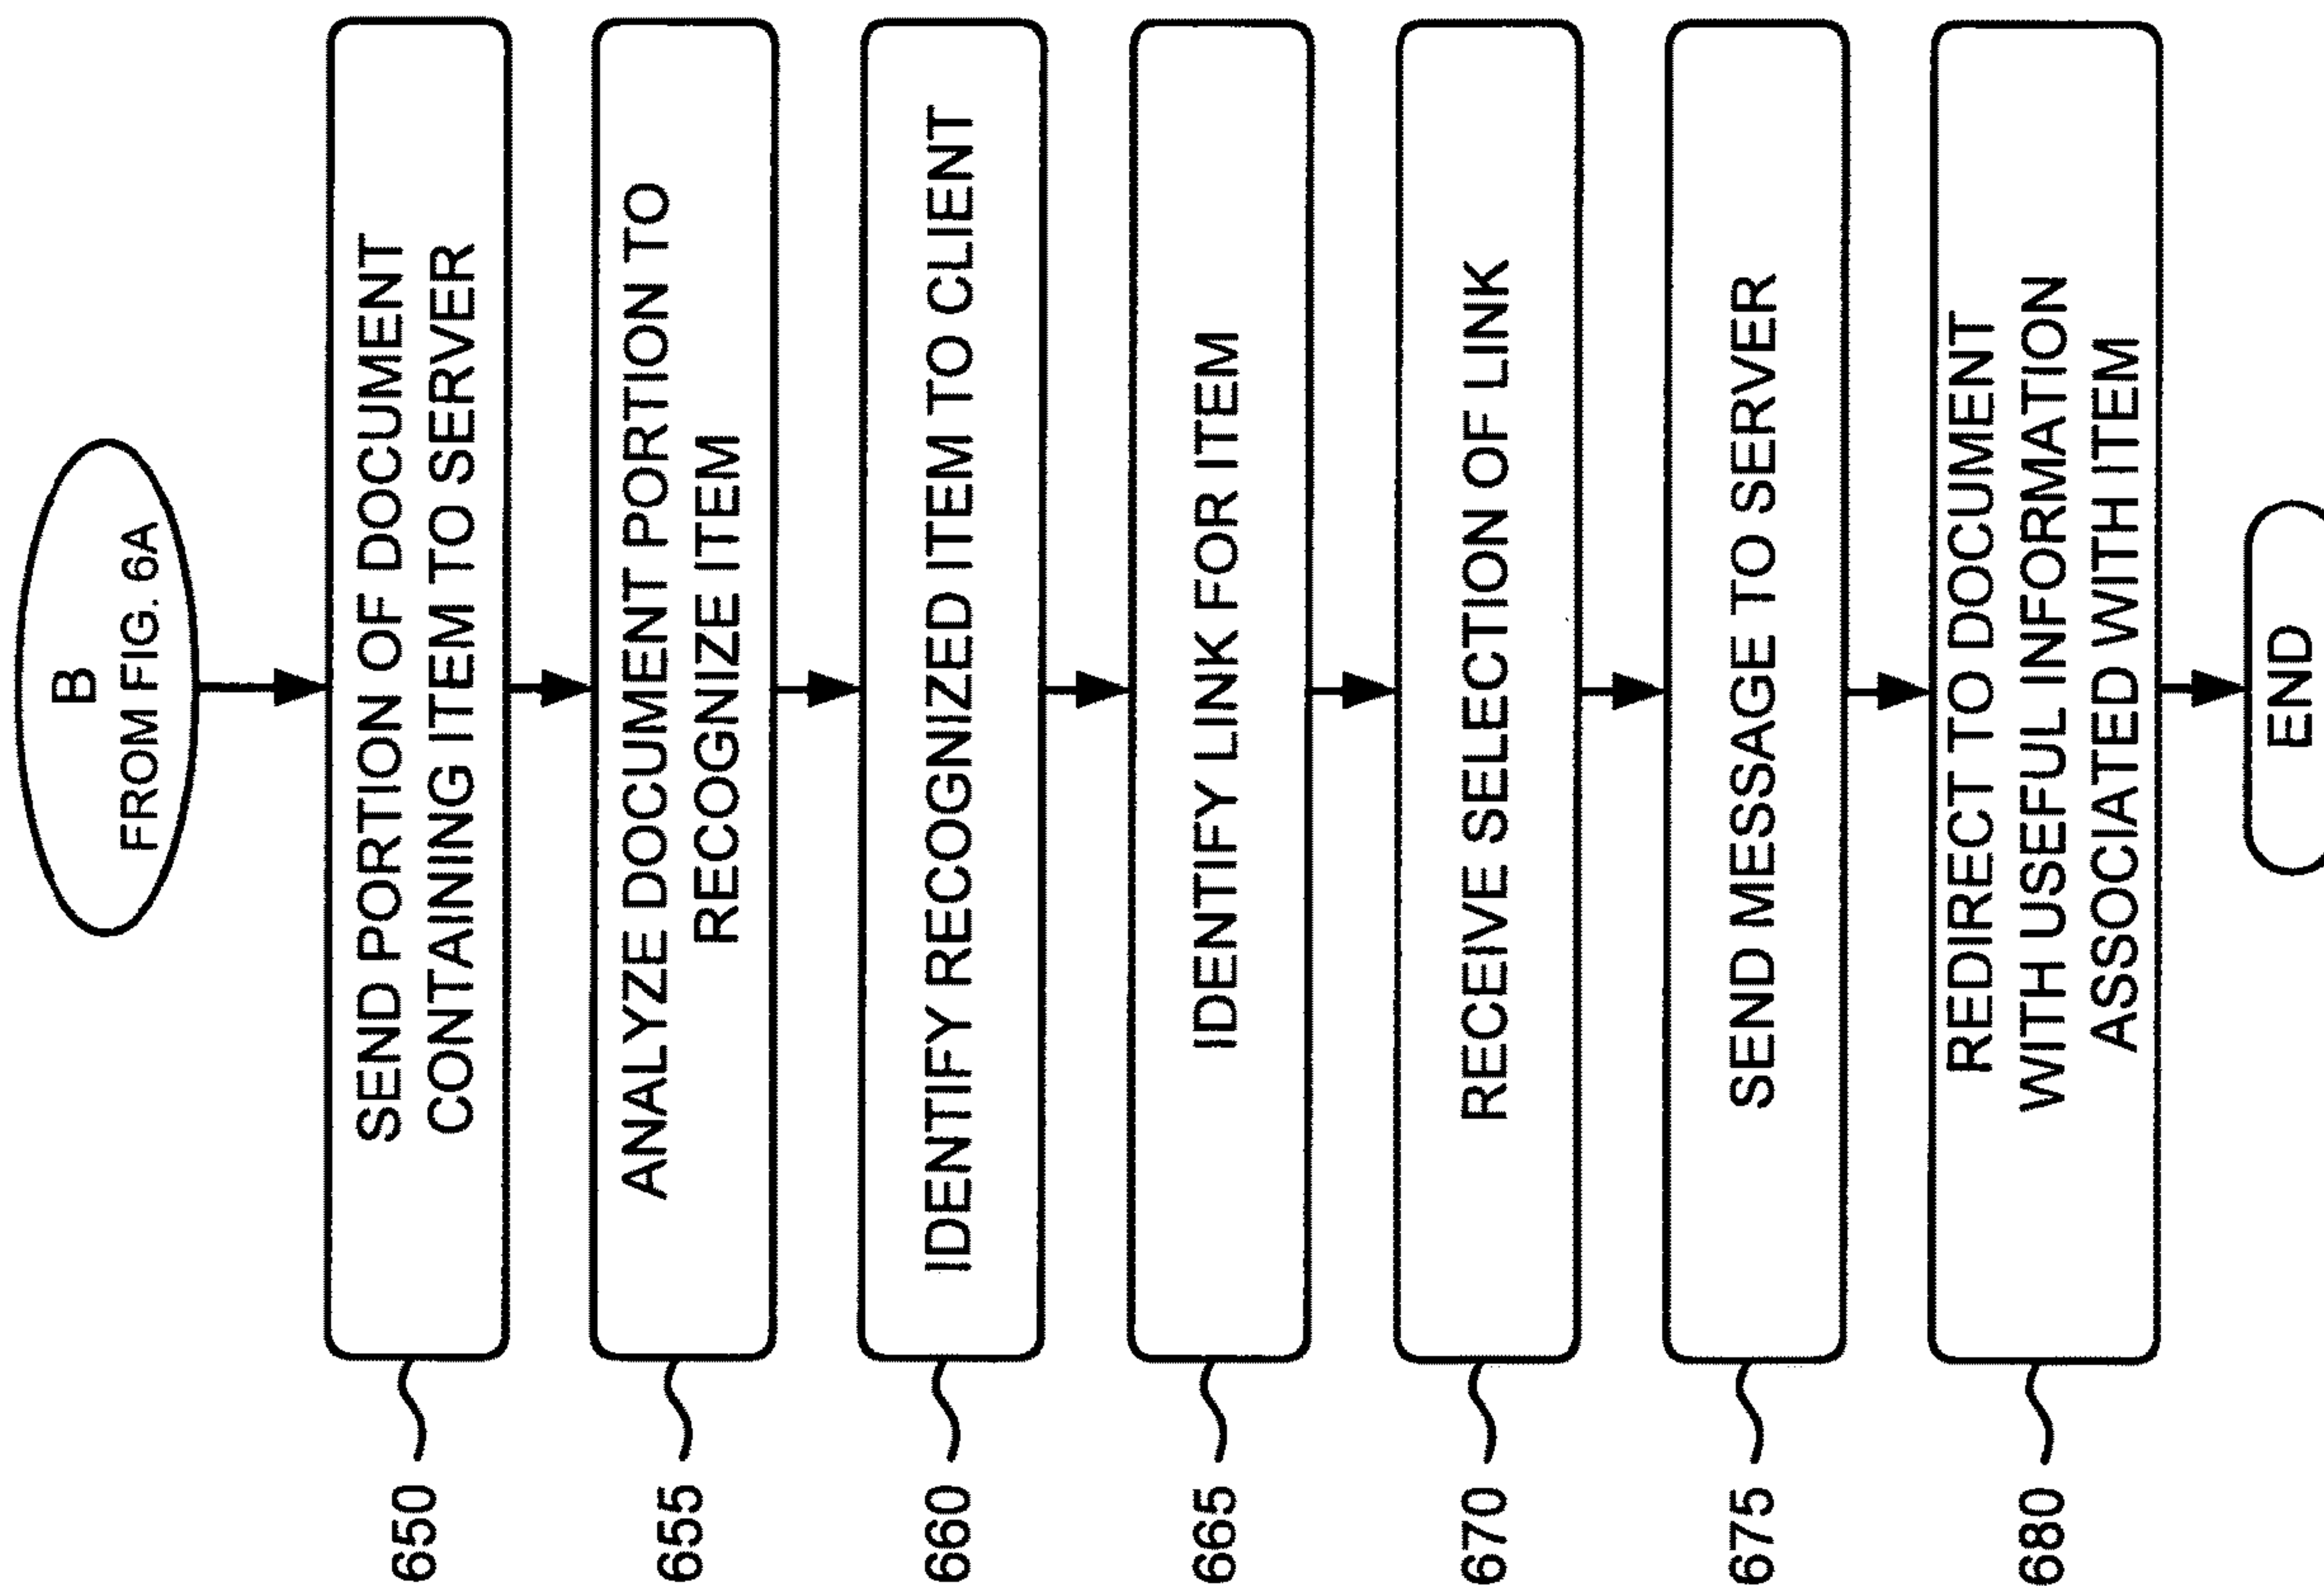 B
FROM FIG. 6A
650
SEND PORTION OF DOCUMENT
CONTAINING ITEM TO SERVER
655
ANALYZE DOCUMENT PORTION TO
RECOGNIZE ITEM
660
IDENTIFY RECOGNIZED ITEM TO CLIENT
665
IDENTIFY LINK FOR ITEM
670
RECEIVE SELECTION OF LINK
675
SEND MESSAGE TO SERVER
680
REDIRECT TO DOCUMENT
WITH USEFUL INFORMATION
ASSOCIATED WITH ITEM
END